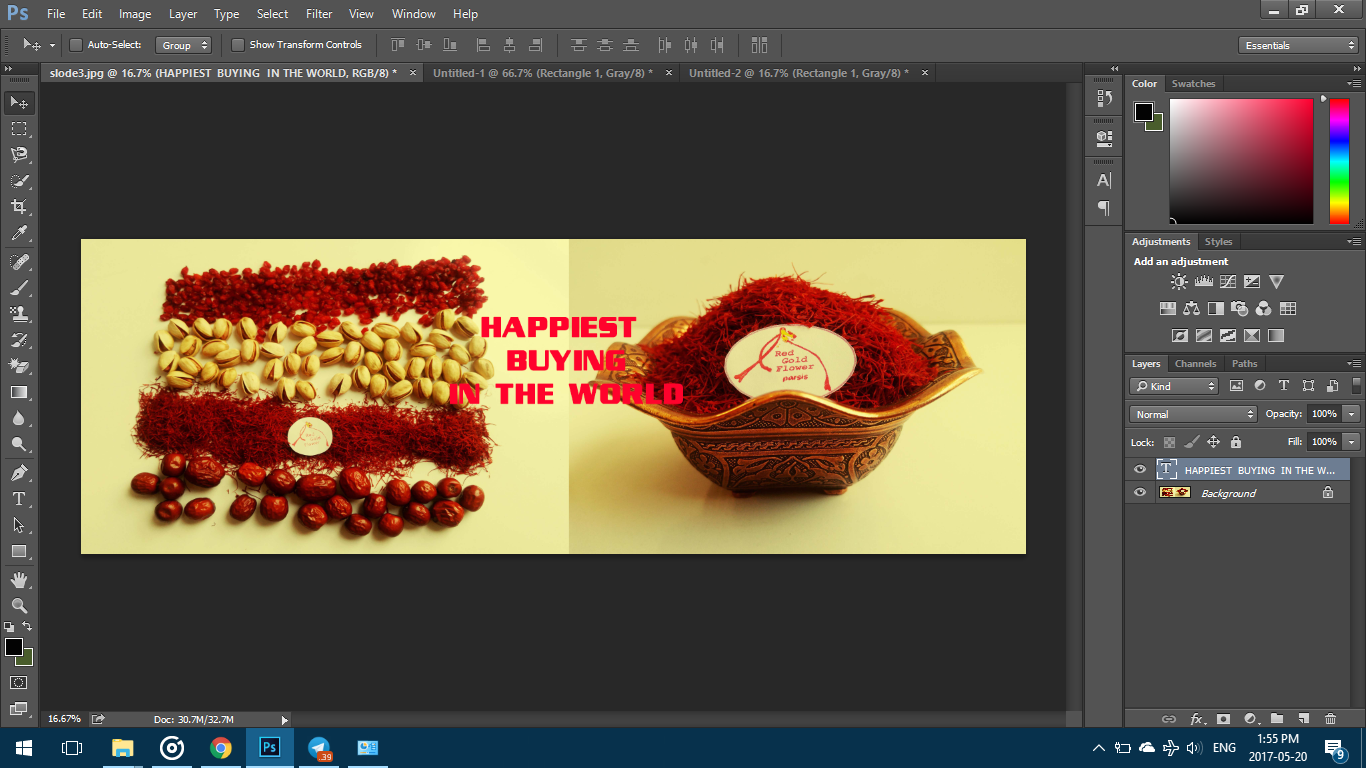 Ps File Edit Image Layer Type Select Filter View Window Help
Auto-Select: Group Show Transform Controls Essentials
slode3.jpg @ 16.7% (HAPPIEST BUYING IN THE WORLD, RGB/8) * × Untitled-1 @ 66.7% (Rectangle 1, Gray/8) * × Untitled-2 @ 16.7% (Rectangle 1, Gray/8) * ×
Color Swatches
HAPPIEST
BUYING
IN THE WORLD
Red
Gold
Flower
parsis
Adjustments Styles
Add an adjustment
Layers Channels Paths
Kind
Normal Opacity: 100%
Lock: Fill: 100%
T HAPPIEST BUYING IN THE W...
Background
16.67% Doc: 30.7M/32.7M
Ps .39 ENG 1:55 PM
2017-05-20 9